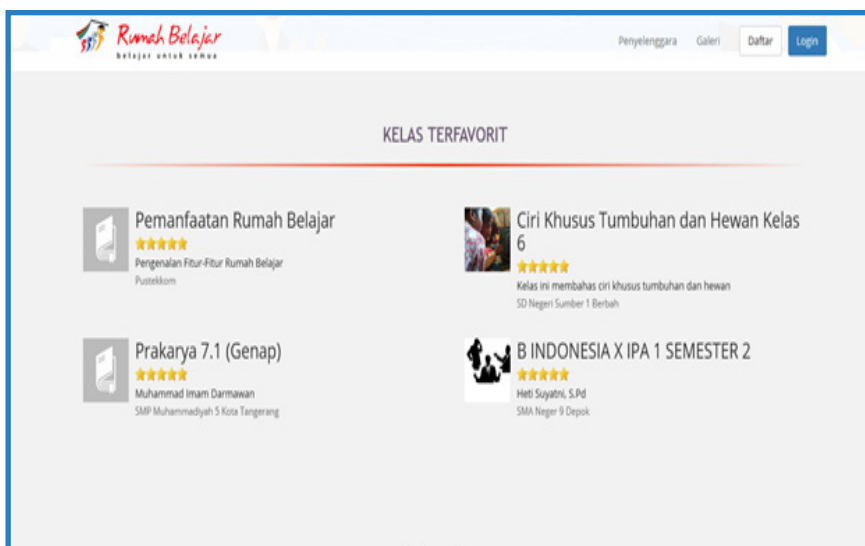 Rumah Belajar
belajar untuk semua
Penyelenggara Galeri Daftar Login
KELAS TERFAVORIT
Pemanfaatan Rumah Belajar
Pengenalan Fitur-Fitur Rumah Belajar
Pustekkom
Ciri Khusus Tumbuhan dan Hewan Kelas
6
Kelas ini membahas ciri khusus tumbuhan dan hewan
SD Negeri Sumber 1 Berbah
Prakarya 7.1 (Genap)
Muhammad Imam Darmawan
SMP Muhammadiyah 5 Kota Tangerang
B INDONESIA X IPA 1 SEMESTER 2
Heti Suyatni, S.Pd
SMA Neger 9 Depok